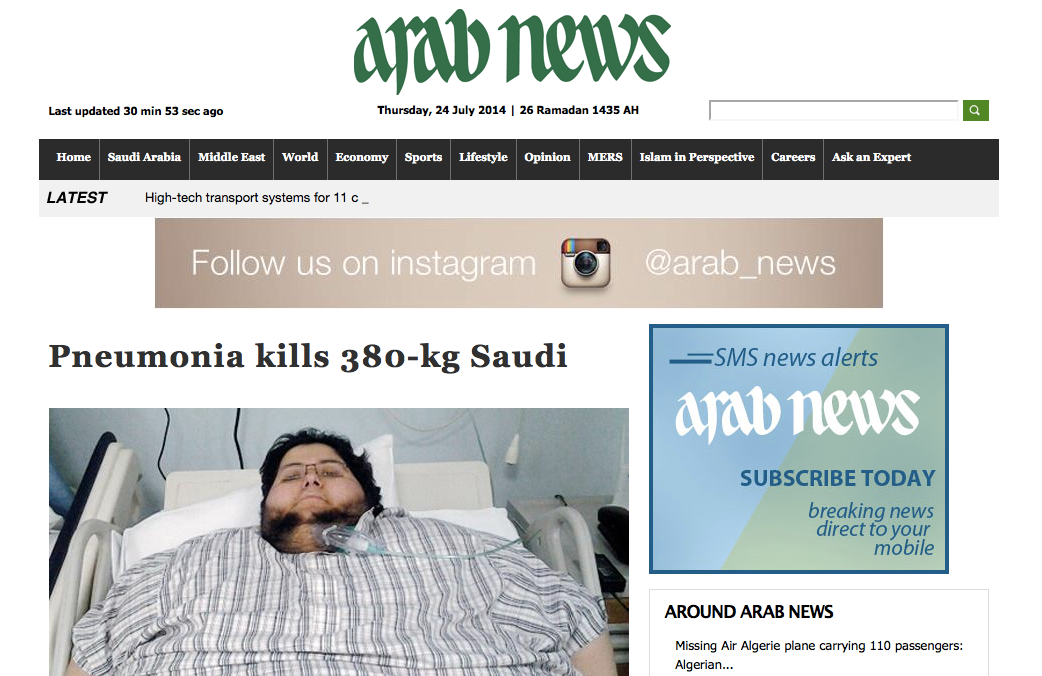 arab news
Last updated 30 min 53 sec ago
Thursday, 24 July 2014 | 26 Ramadan 1435 AH
Home Saudi Arabia Middle East World Economy Sports Lifestyle Opinion MERS Islam in Perspective Careers Ask an Expert
LATEST High-tech transport systems for 11 c _
Follow us on instagram @arab_news
Pneumonia kills 380-kg Saudi
SMS news alerts
arab news
SUBSCRIBE TODAY
breaking news
direct to your
mobile
AROUND ARAB NEWS
Missing Air Algerie plane carrying 110 passengers:
Algerian...